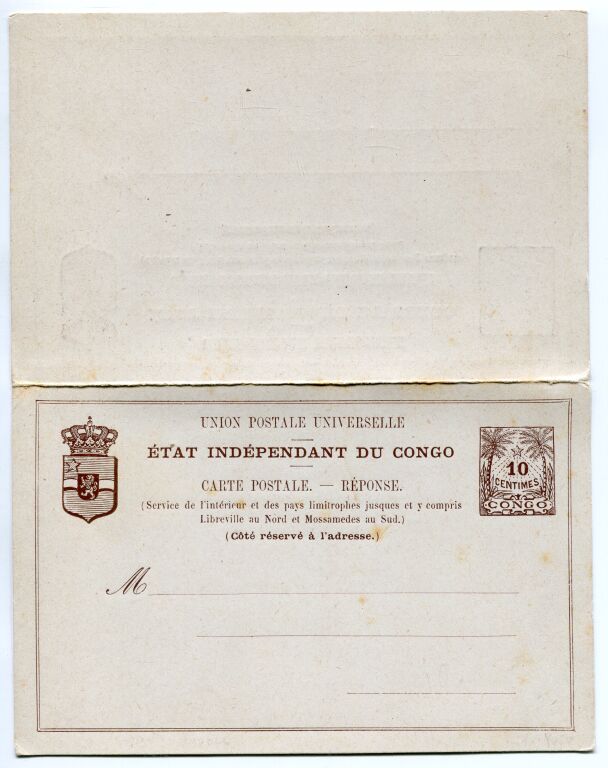 UNION POSTALE UNIVERSELLE
ÉTAT INDÉPENDANT DU CONGO
CARTE POSTALE. — RÉPONSE.
(Service de l'intérieur et des pays limitrophes jusques et y compris
Libreville au Nord et Mossamedes au Sud.)
(Côté réservé à l'adresse.)
10
CENTIMES
CONGO
M